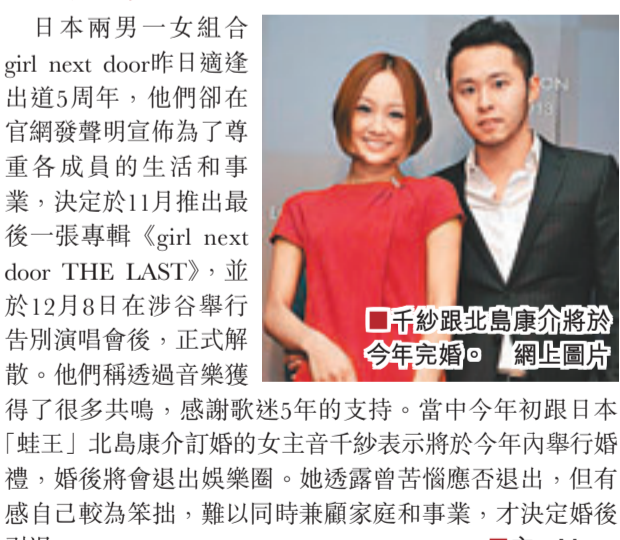 日本兩男一女組合
girl next door昨日適逢
出道5周年，他們卻在
官網發聲明宣佈為了尊
重各成員的生活和事
業，決定於11月推出最
後一張專輯《girl next
door THE LAST》，並
於12月8日在涉谷舉行
告別演唱會後，正式解
散。他們稱透過音樂獲
得了很多共鳴，感謝歌迷5年的支持。當中今年初跟日本
「蛙王」北島康介訂婚的女主音千紗表示將於今年內舉行婚
禮，婚後將會退出娛樂圈。她透露曾苦惱應否退出，但有
感自己較為笨拙，難以同時兼顧家庭和事業，才決定婚後
■千紗跟北島康介將於
今年完婚。 網上圖片